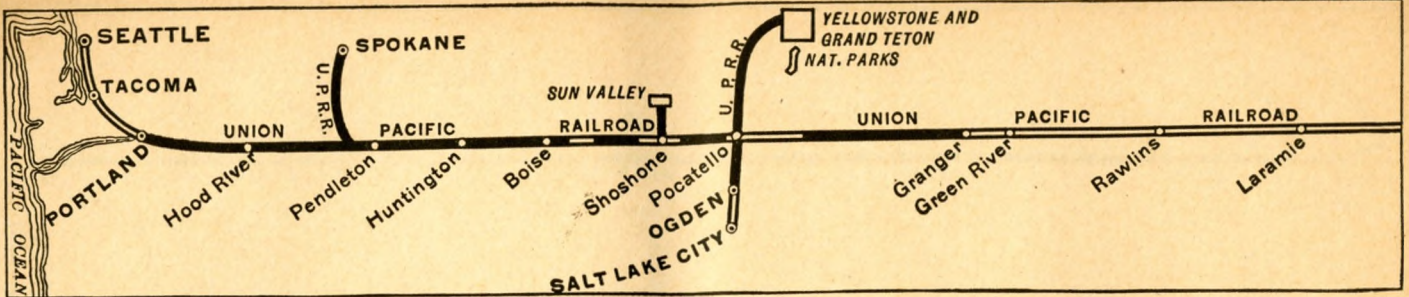 SEATTLE
TACOMA
PORTLAND
PACIFIC OCEAN
SPOKANE
U.P.R.R.
UNION PACIFIC RAILROAD
SUN VALLEY
U.P.R.R.
YELLOWSTONE AND
GRAND TETON
NAT. PARKS
UNION PACIFIC RAILROAD
Hood River
Pendleton
Huntington
Boise
Shoshone
Pocatello
OGDEN
SALT LAKE CITY
Granger
Green River
Rawlins
Laramie